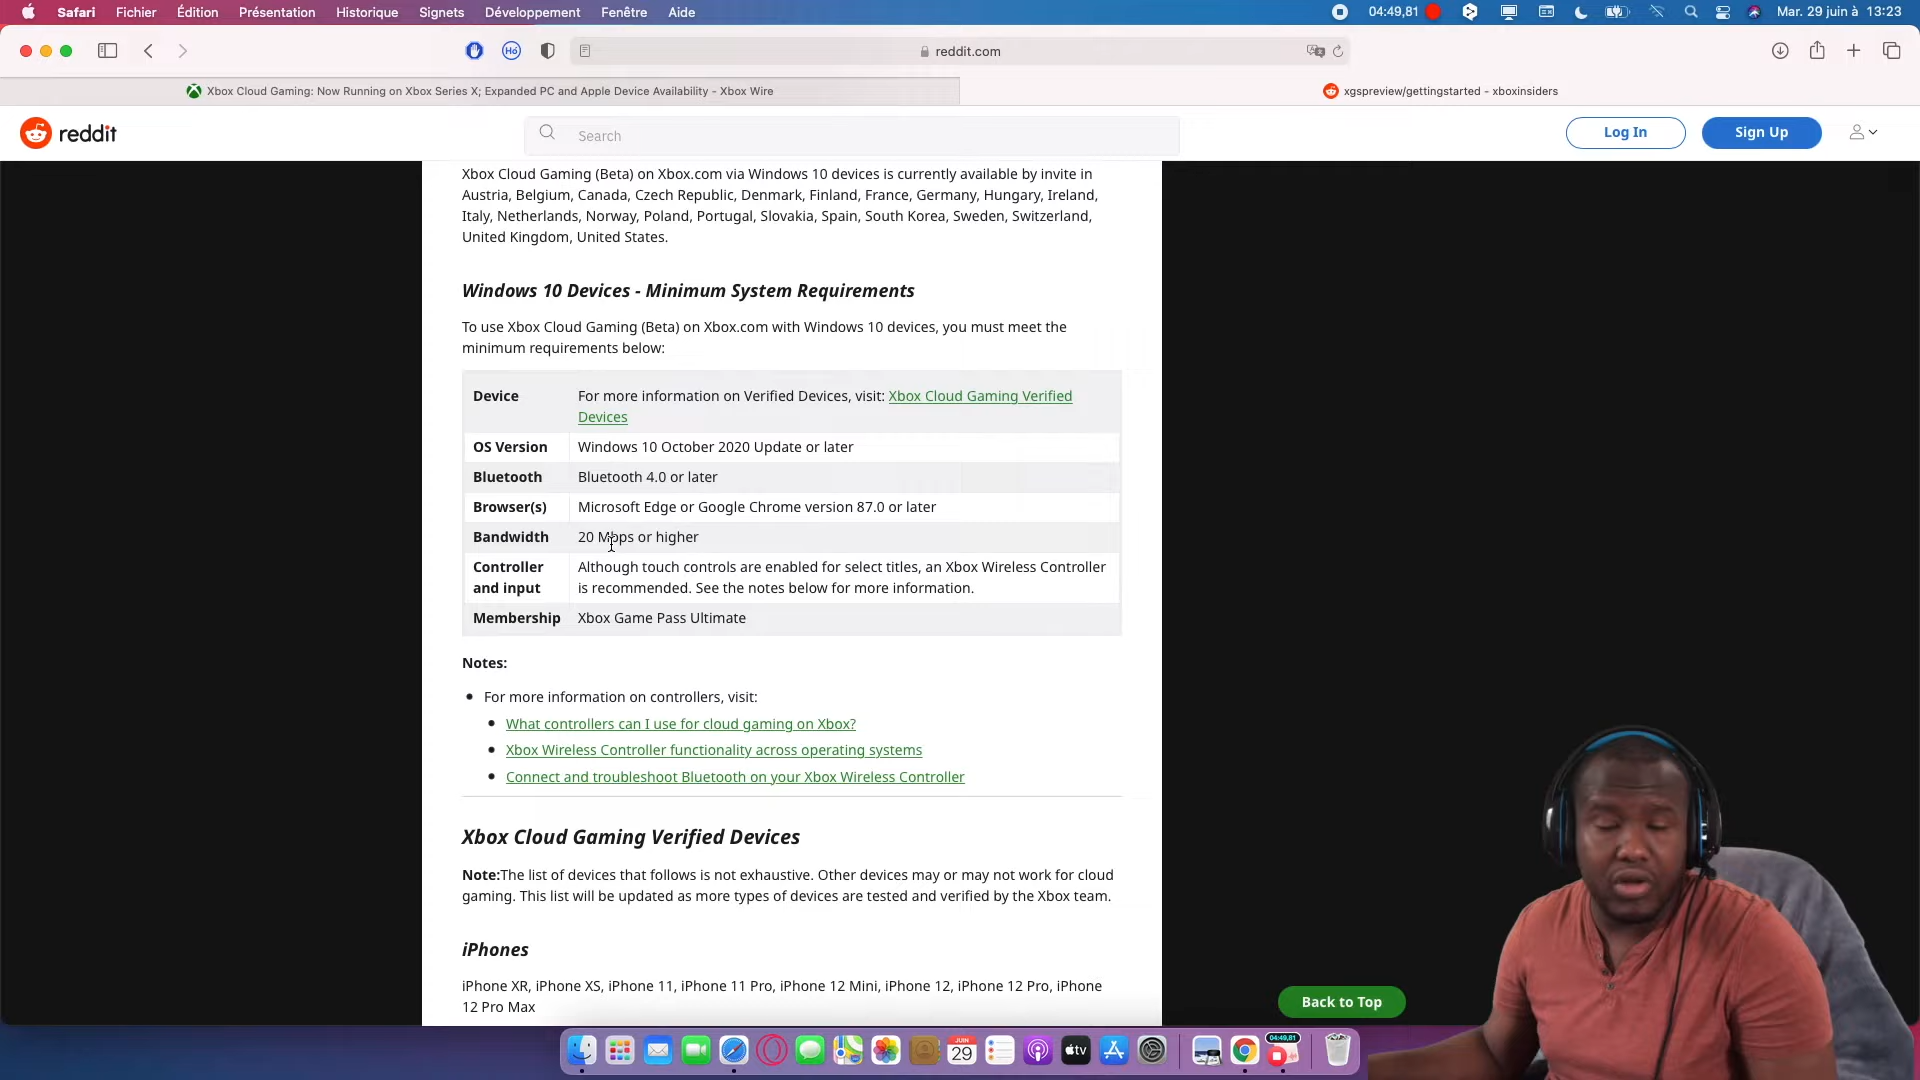 Safari Fichier Édition Présentation Historique Signets Développement Fenêtre Aide 04:49,81 Mar. 29 juin à 13:23
Hó reddit.com
Xbox Cloud Gaming: Now Running on Xbox Series X; Expanded PC and Apple Device Availability - Xbox Wire
xgspreview/gettingstarted - xboxinsiders
reddit Search Log In Sign Up
Xbox Cloud Gaming (Beta) on Xbox.com via Windows 10 devices is currently available by invite in
Austria, Belgium, Canada, Czech Republic, Denmark, Finland, France, Germany, Hungary, Ireland,
Italy, Netherlands, Norway, Poland, Portugal, Slovakia, Spain, South Korea, Sweden, Switzerland,
United Kingdom, United States.
Windows 10 Devices - Minimum System Requirements
To use Xbox Cloud Gaming (Beta) on Xbox.com with Windows 10 devices, you must meet the
minimum requirements below:
Device For more information on Verified Devices, visit: Xbox Cloud Gaming Verified
Devices
OS Version Windows 10 October 2020 Update or later
Bluetooth Bluetooth 4.0 or later
Browser(s) Microsoft Edge or Google Chrome version 87.0 or later
Bandwidth 20 Mbps or higher
Controller Although touch controls are enabled for select titles, an Xbox Wireless Controller
and input is recommended. See the notes below for more information.
Membership Xbox Game Pass Ultimate
Notes:
For more information on controllers, visit:
What controllers can I use for cloud gaming on Xbox?
Xbox Wireless Controller functionality across operating systems
Connect and troubleshoot Bluetooth on your Xbox Wireless Controller
Xbox Cloud Gaming Verified Devices
Note:The list of devices that follows is not exhaustive. Other devices may or may not work for cloud
gaming. This list will be updated as more types of devices are tested and verified by the Xbox team.
iPhones
iPhone XR, iPhone XS, iPhone 11, iPhone 11 Pro, iPhone 12 Mini, iPhone 12, iPhone 12 Pro, iPhone
12 Pro Max
Back to Top
JUIN
29
tv
04:49,81